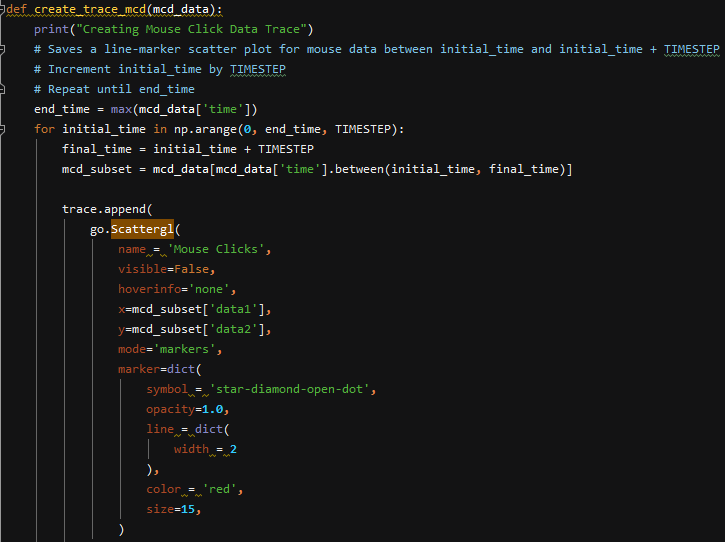 def create_trace_mcd(mcd_data):
    print("Creating Mouse Click Data Trace")
    # Saves a line-marker scatter plot for mouse data between initial_time and initial_time + TIMESTEP
    # Increment initial_time by TIMESTEP
    # Repeat until end_time
    end_time = max(mcd_data['time'])
    for initial_time in np.arange(0, end_time, TIMESTEP):
        final_time = initial_time + TIMESTEP
        mcd_subset = mcd_data[mcd_data['time'].between(initial_time, final_time)]
        trace.append(
            go.Scattergl(
                name = 'Mouse Clicks',
                visible=False,
                hoverinfo='none',
                x=mcd_subset['data1'],
                y=mcd_subset['data2'],
                mode='markers',
                marker=dict(
                    symbol = 'star-diamond-open-dot',
                    opacity=1.0,
                    line = dict(
                        width = 2
                    ),
                    color = 'red',
                    size=15,
                )